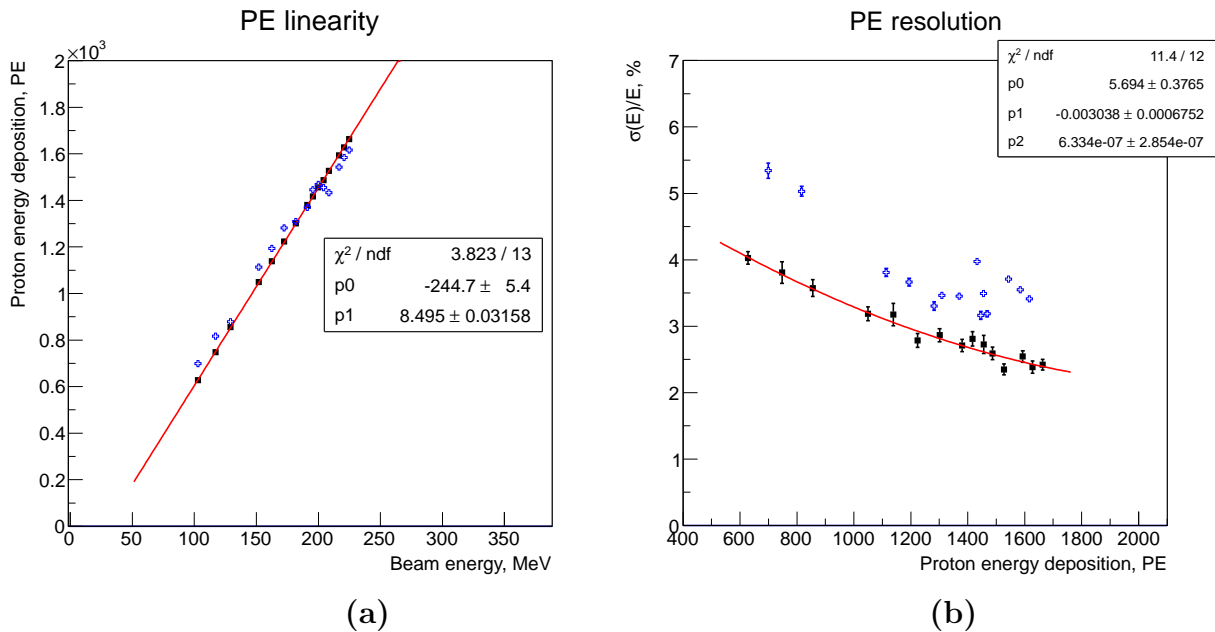 PE linearity
×10³
Proton energy deposition, PE
2
1.8
1.6
1.4
1.2
1
0.8
0.6
0.4
0.2
0
χ² / ndf 3.823 / 13
p0 -244.7 ± 5.4
p1 8.495 ± 0.03158
0 50 100 150 200 250 300 350
Beam energy, MeV
(a)
PE resolution
σ(E)/E, %
7
6
5
4
3
2
1
0
χ² / ndf 11.4 / 12
p0 5.694 ± 0.3765
p1 -0.003038 ± 0.0006752
p2 6.334e-07 ± 2.854e-07
400 600 800 1000 1200 1400 1600 1800 2000
Proton energy deposition, PE
(b)